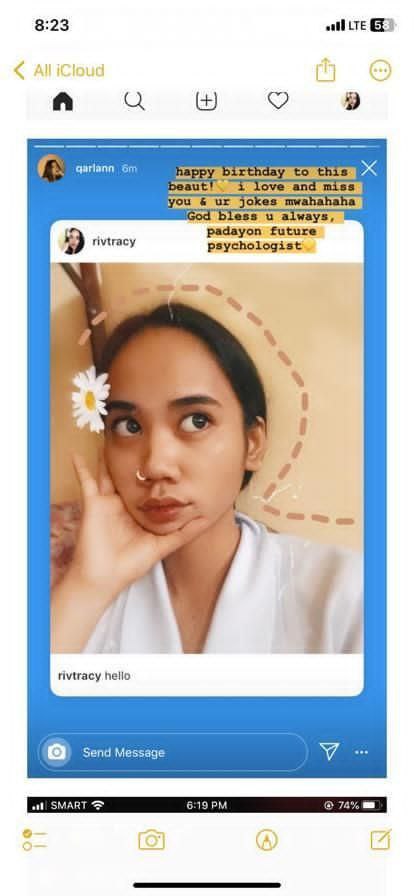 8:23
LTE 58
All iCloud
qarlann 6m
happy birthday to this
beaut!💛 i love and miss
you & ur jokes mwahahaha
God bless u always,
padayon future
psychologist💛
rivtracy
rivtracy hello
Send Message
SMART
6:19 PM
74%